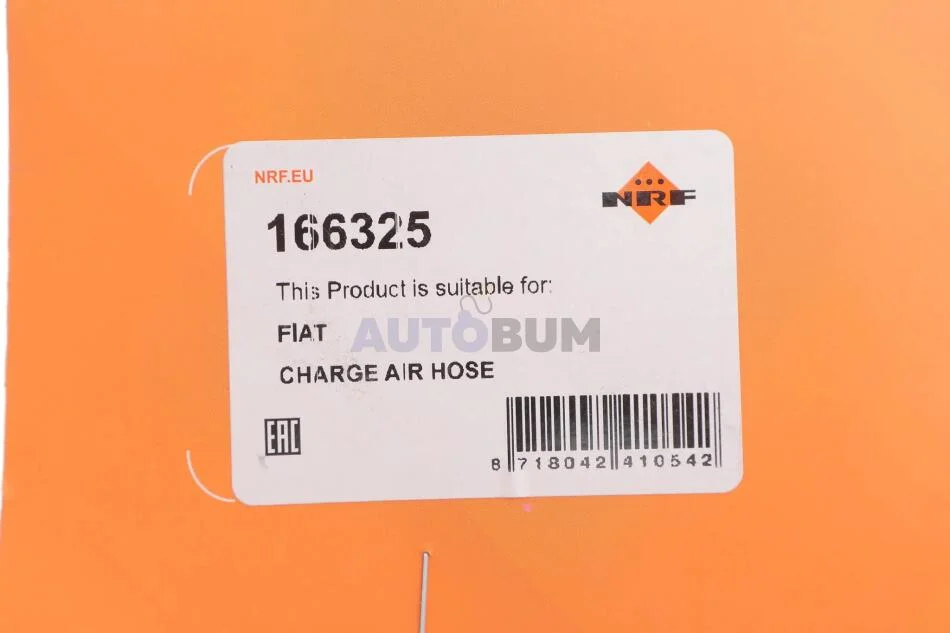 NRF.EU
NRF
166325
This Product is suitable for:
FIAT
AUTOBUM
CHARGE AIR HOSE
EAC
8 718042 410542